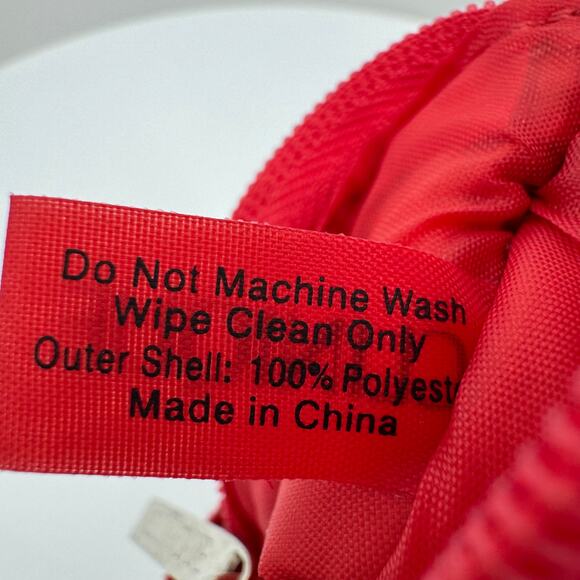 Do Not Machine Wash
Wipe Clean Only
Outer Shell: 100% Polyest
Made in China